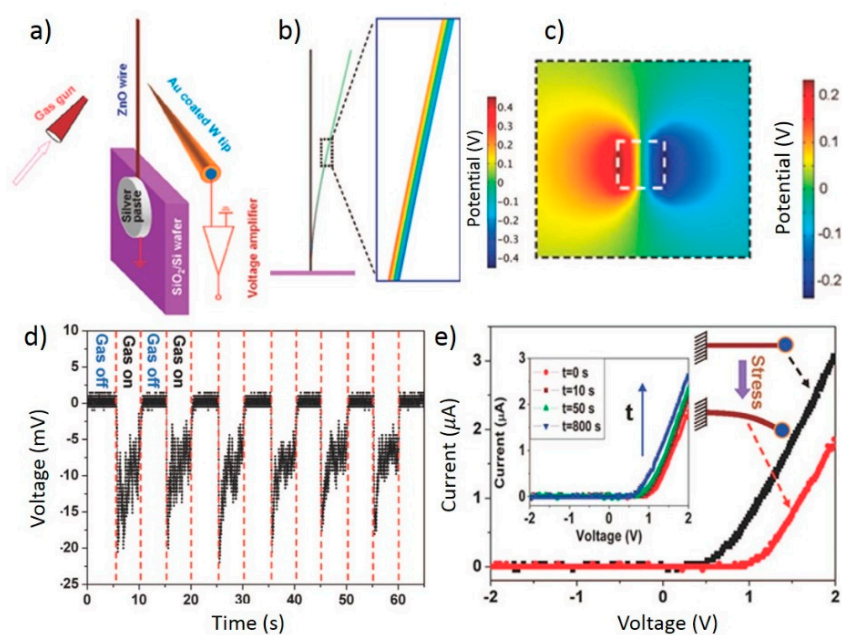 a)
Gas gun
ZnO wire
Au coated W tip
Silver paste
SiO2/Si wafer
Voltage amplifier
b)
0.4
0.3
0.2
0.1
0
-0.1
-0.2
-0.3
-0.4
Potential (V)
c)
0.2
0.1
0
-0.1
-0.2
Potential (V)
d)
10
5
0
-5
-10
-15
-20
-25
Voltage (mV)
Gas off
Gas on
Gas off
Gas on
0 10 20 30 40 50 60
Time (s)
e)
3
2
1
0
Current (μA)
3
2
1
0
Current (μA)
t=0 s
t=10 s
t=50 s
t=800 s
t
-2 -1 0 1 2
Voltage (V)
Stress
-2 -1 0 1 2
Voltage (V)